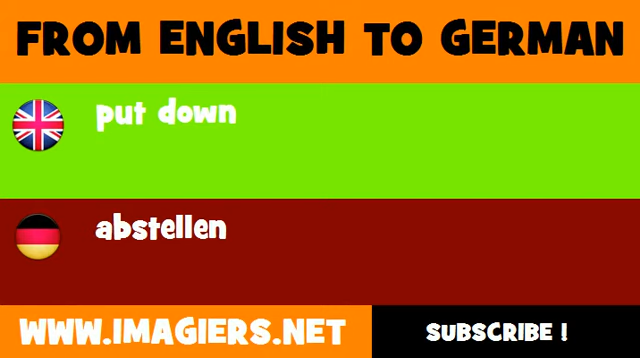 FROM ENGLISH TO GERMAN
put down
abstellen
WWW.IMAGIERS.NET
SUBSCRIBE !